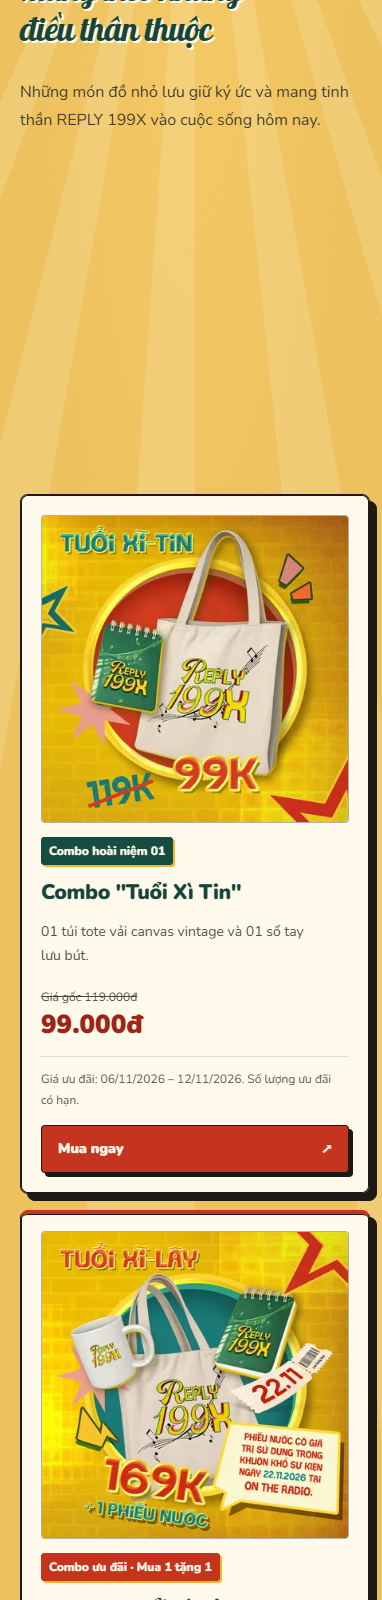 điều thân thuộc
Những món đồ nhỏ lưu giữ ký ức và mang tinh
thần REPLY 199X vào cuộc sống hôm nay.
TUỔI XÌ-TIN
REPLY
199X
REPLY
199X
99K
119K
Combo hoài niệm 01
Combo "Tuổi Xì Tin"
01 túi tote vải canvas vintage và 01 sổ tay
lưu bút.
Giá gốc 119.000đ
99.000đ
Giá ưu đãi: 06/11/2026 – 12/11/2026. Số lượng ưu đãi
có hạn.
Mua ngay ↗
TUỔI XÌ-LẦY
REPLY
199X
REPLY
199X
REPLY
199X
22.11
PHIẾU NƯỚC CÓ GIÁ
TRỊ SỬ DỤNG TRONG
KHUÔN KHỔ SỰ KIỆN
NGÀY 22.11.2026 TẠI
ON THE RADIO.
169K
+ 1 PHIẾU NƯỚC
Combo ưu đãi · Mua 1 tặng 1